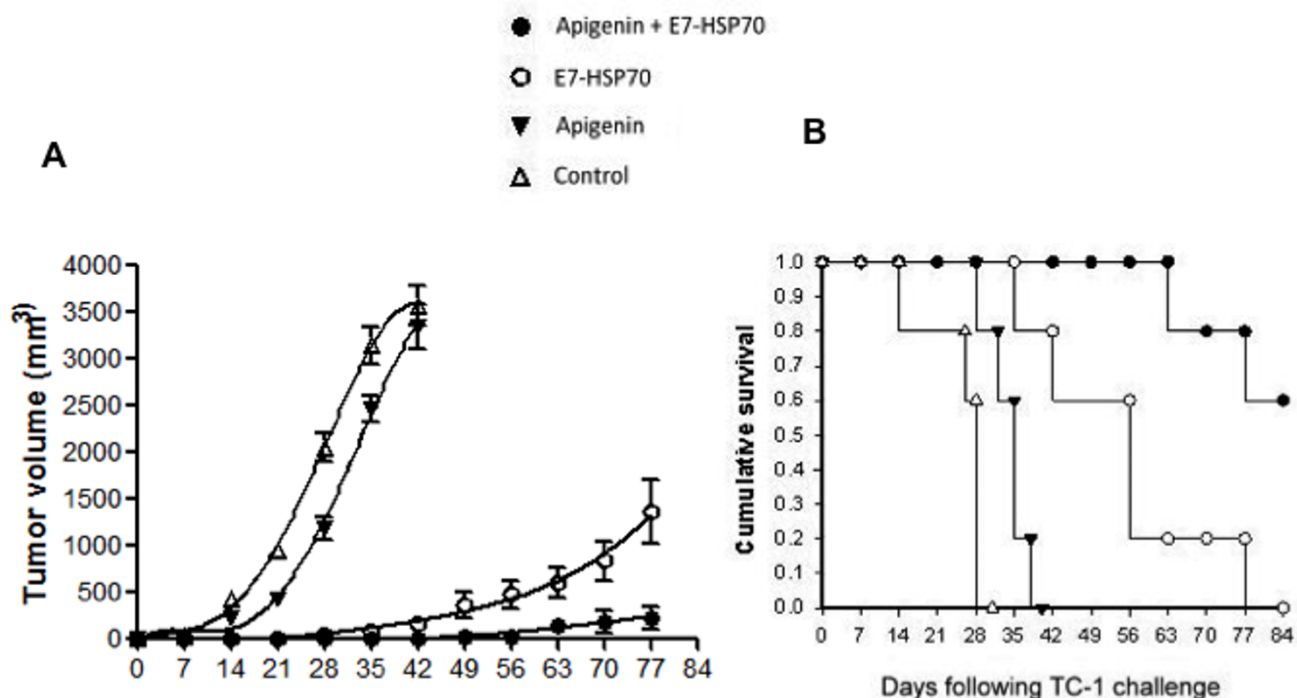 Apigenin + E7-HSP70
E7-HSP70
Apigenin
Control
A
B
Tumor volume (mm3)
4000
3500
3000
2500
2000
1500
1000
500
0
0 7 14 21 28 35 42 49 56 63 70 77 84
Cumulative survival
1.0
0.9
0.8
0.7
0.6
0.5
0.4
0.3
0.2
0.1
0.0
0 7 14 21 28 35 42 49 56 63 70 77 84
Days following TC-1 challenge